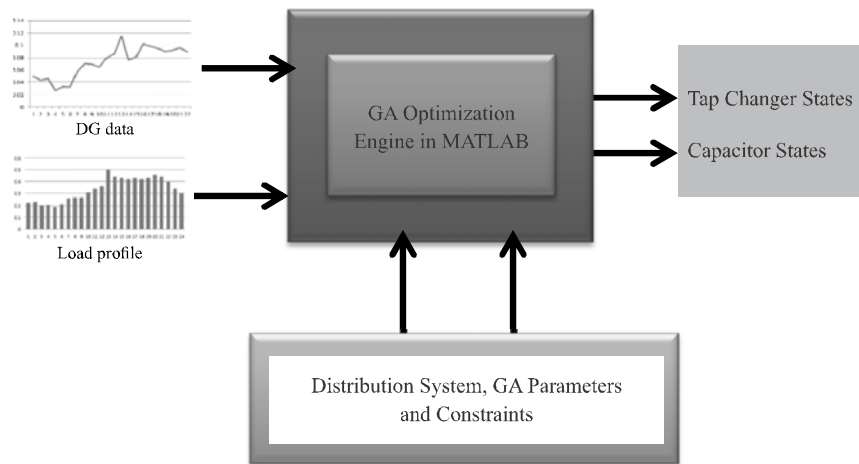 DG data
Load profile
GA Optimization
Engine in MATLAB
Tap Changer States
Capacitor States
Distribution System, GA Parameters
and Constraints